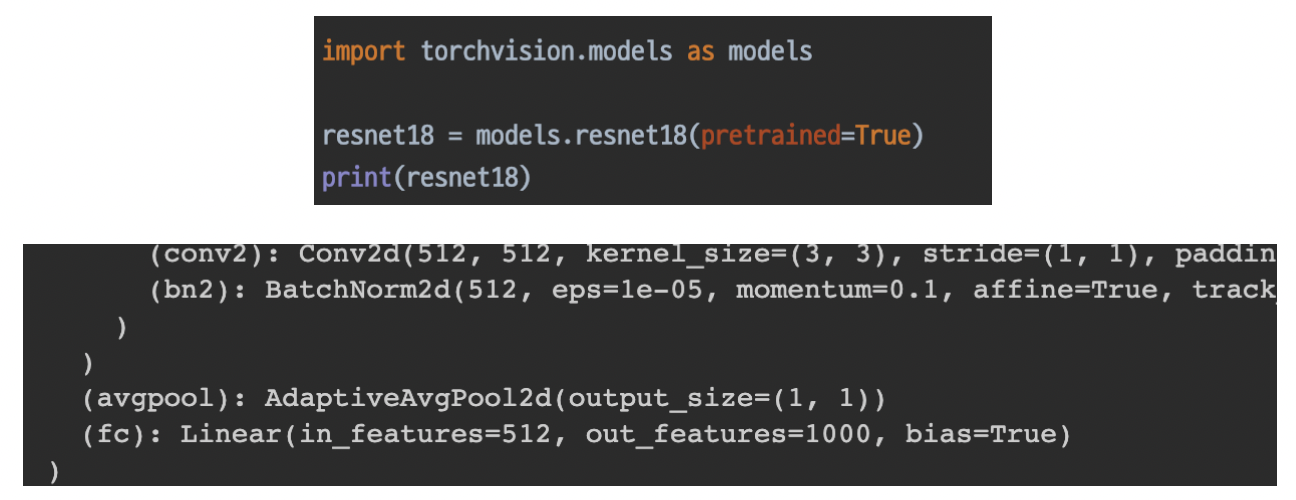 import torchvision.models as models
resnet18 = models.resnet18(pretrained=True)
print(resnet18)
(conv2): Conv2d(512, 512, kernel_size=(3, 3), stride=(1, 1), paddin
(bn2): BatchNorm2d(512, eps=1e-05, momentum=0.1, affine=True, track_
)
)
(avgpool): AdaptiveAvgPool2d(output_size=(1, 1))
(fc): Linear(in_features=512, out_features=1000, bias=True)
)